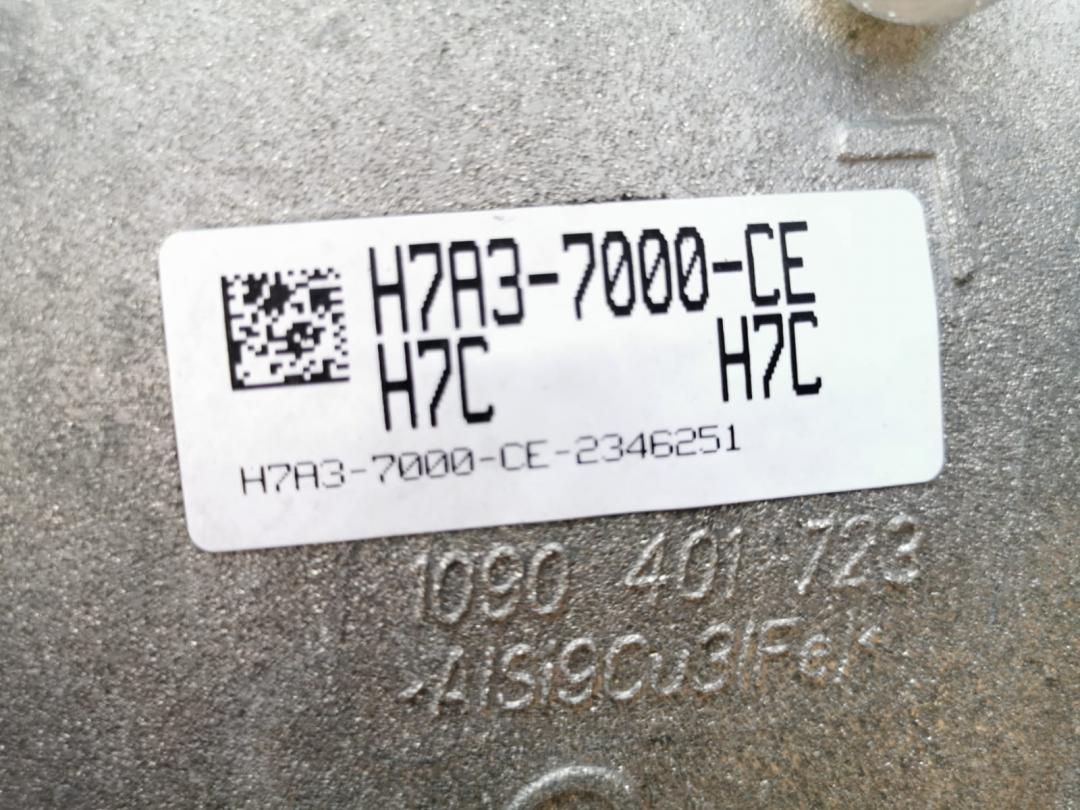 H7A3-7000-CE
H7C H7C
H7A3-7000-CE-2346251
1090 401 723
>AlSi9Cu3(Fe)<